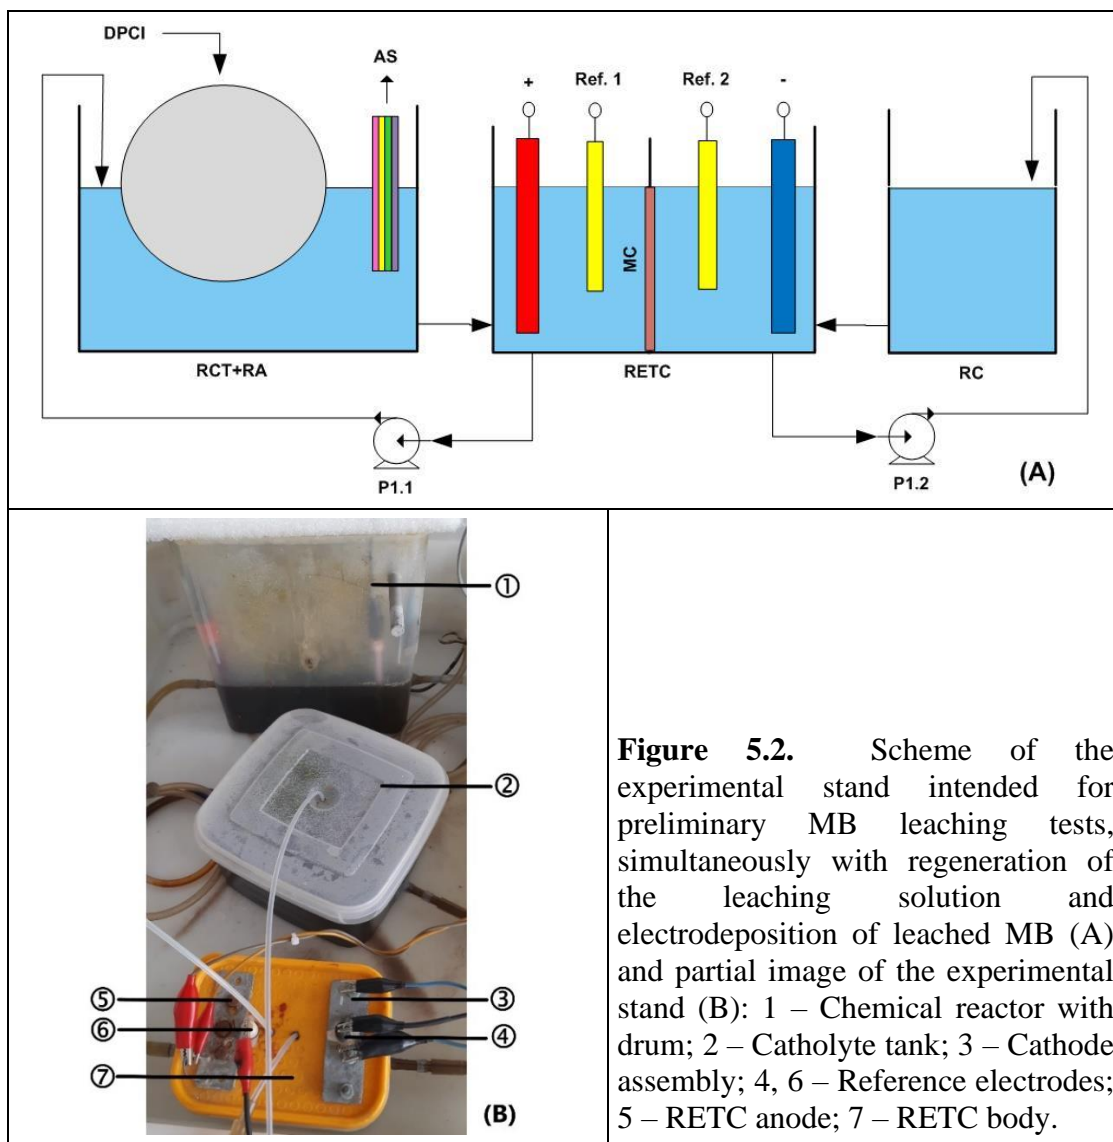 DPCI
AS
+
Ref. 1
Ref. 2
-
MC
RCT+RA
RETC
RC
P1.1
P1.2
(A)
①
②
③
④
⑤
⑥
⑦
(B)
Figure 5.2. Scheme of the
experimental stand intended for
preliminary MB leaching tests,
simultaneously with regeneration of
the leaching solution and
electrodeposition of leached MB (A)
and partial image of the experimental
stand (B): 1 – Chemical reactor with
drum; 2 – Catholyte tank; 3 – Cathode
assembly; 4, 6 – Reference electrodes;
5 – RETC anode; 7 – RETC body.